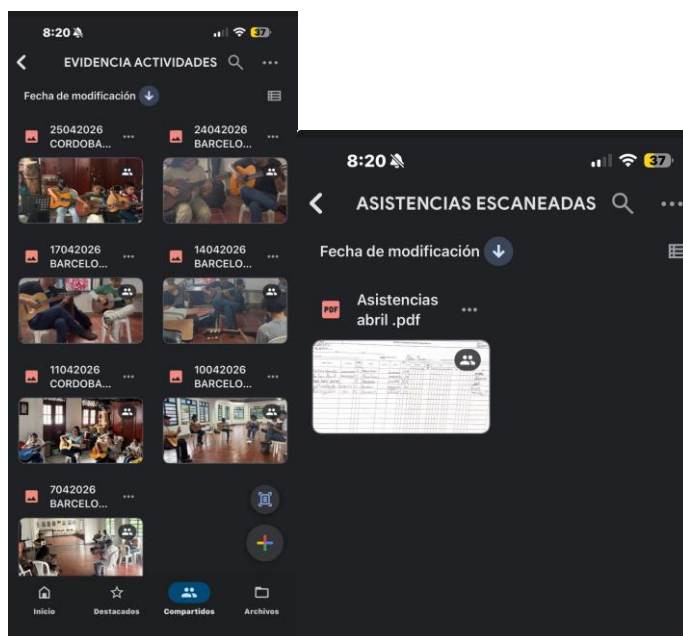 8:20
37
EVIDENCIA ACTIVIDADES
Fecha de modificación
25042026
CORDOBA...
24042026
BARCELO...
17042026
BARCELO...
14042026
BARCELO...
11042026
CORDOBA...
10042026
BARCELO...
7042026
BARCELO...
Inicio
Destacados
Compartidos
Archivos
8:20
37
ASISTENCIAS ESCANEADAS
Fecha de modificación
PDF
Asistencias
abril .pdf